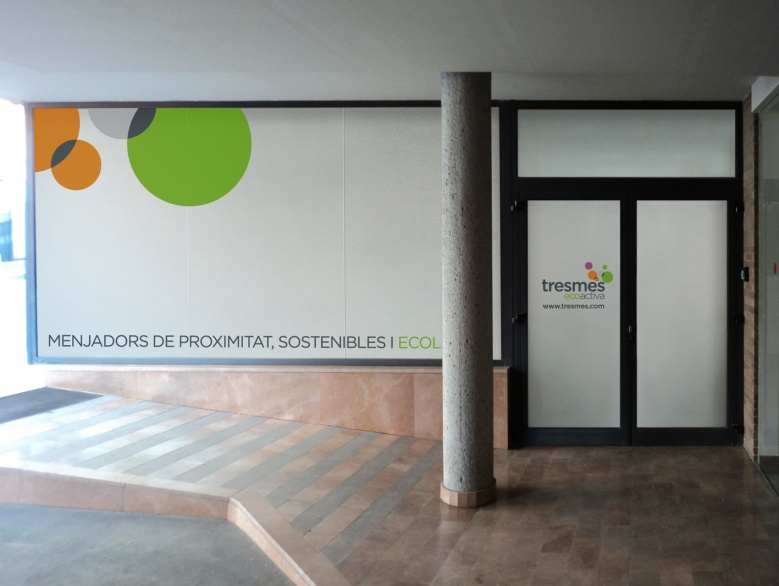 MENJADORS DE PROXIMITAT, SOSTENIBLES I ECOL
tresmes
ecoactiva
www.tresmes.com